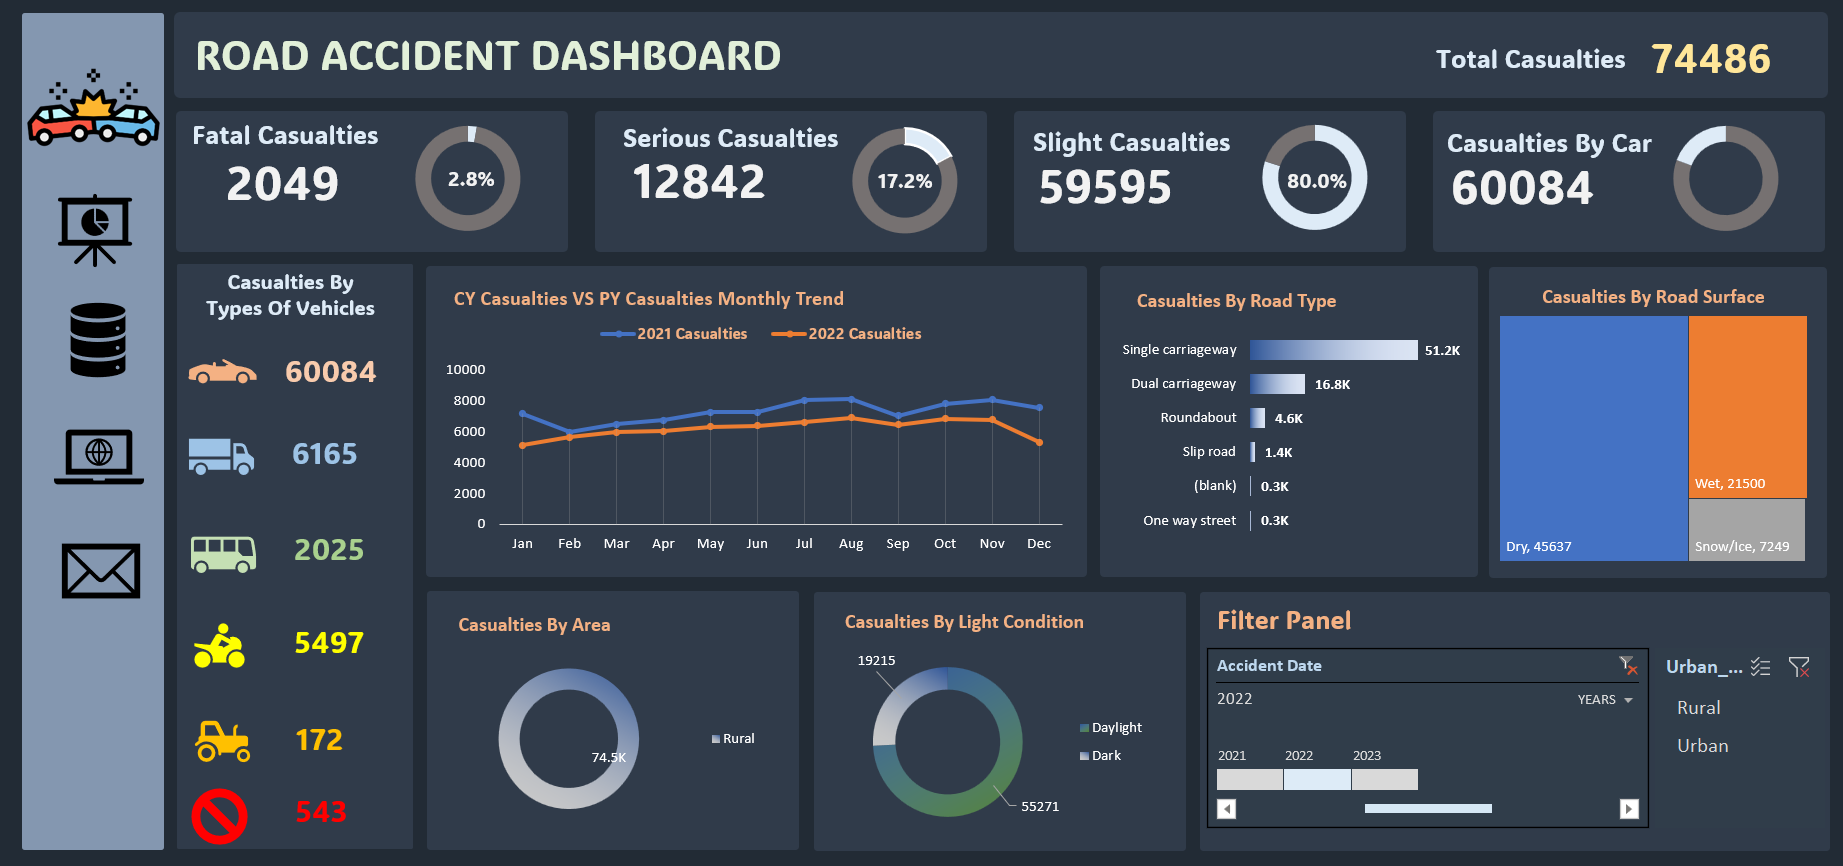 ROAD ACCIDENT DASHBOARD
Total Casualties 74486
Fatal Casualties
2049
2.8%
Serious Casualties
12842
17.2%
Slight Casualties
59595
80.0%
Casualties By Car
60084
Casualties By
Types Of Vehicles
60084
6165
2025
5497
172
543
CY Casualties VS PY Casualties Monthly Trend
2021 Casualties 2022 Casualties
10000
8000
6000
4000
2000
0
Jan Feb Mar Apr May Jun Jul Aug Sep Oct Nov Dec
Casualties By Road Type
Single carriageway 51.2K
Dual carriageway 16.8K
Roundabout 4.6K
Slip road 1.4K
(blank) 0.3K
One way street 0.3K
Casualties By Road Surface
Wet, 21500
Dry, 45637
Snow/Ice, 7249
Casualties By Area
Rural
74.5K
Casualties By Light Condition
19215
Daylight
Dark
55271
Filter Panel
Accident Date
2022 YEARS
2021 2022 2023
Urban_...
Rural
Urban